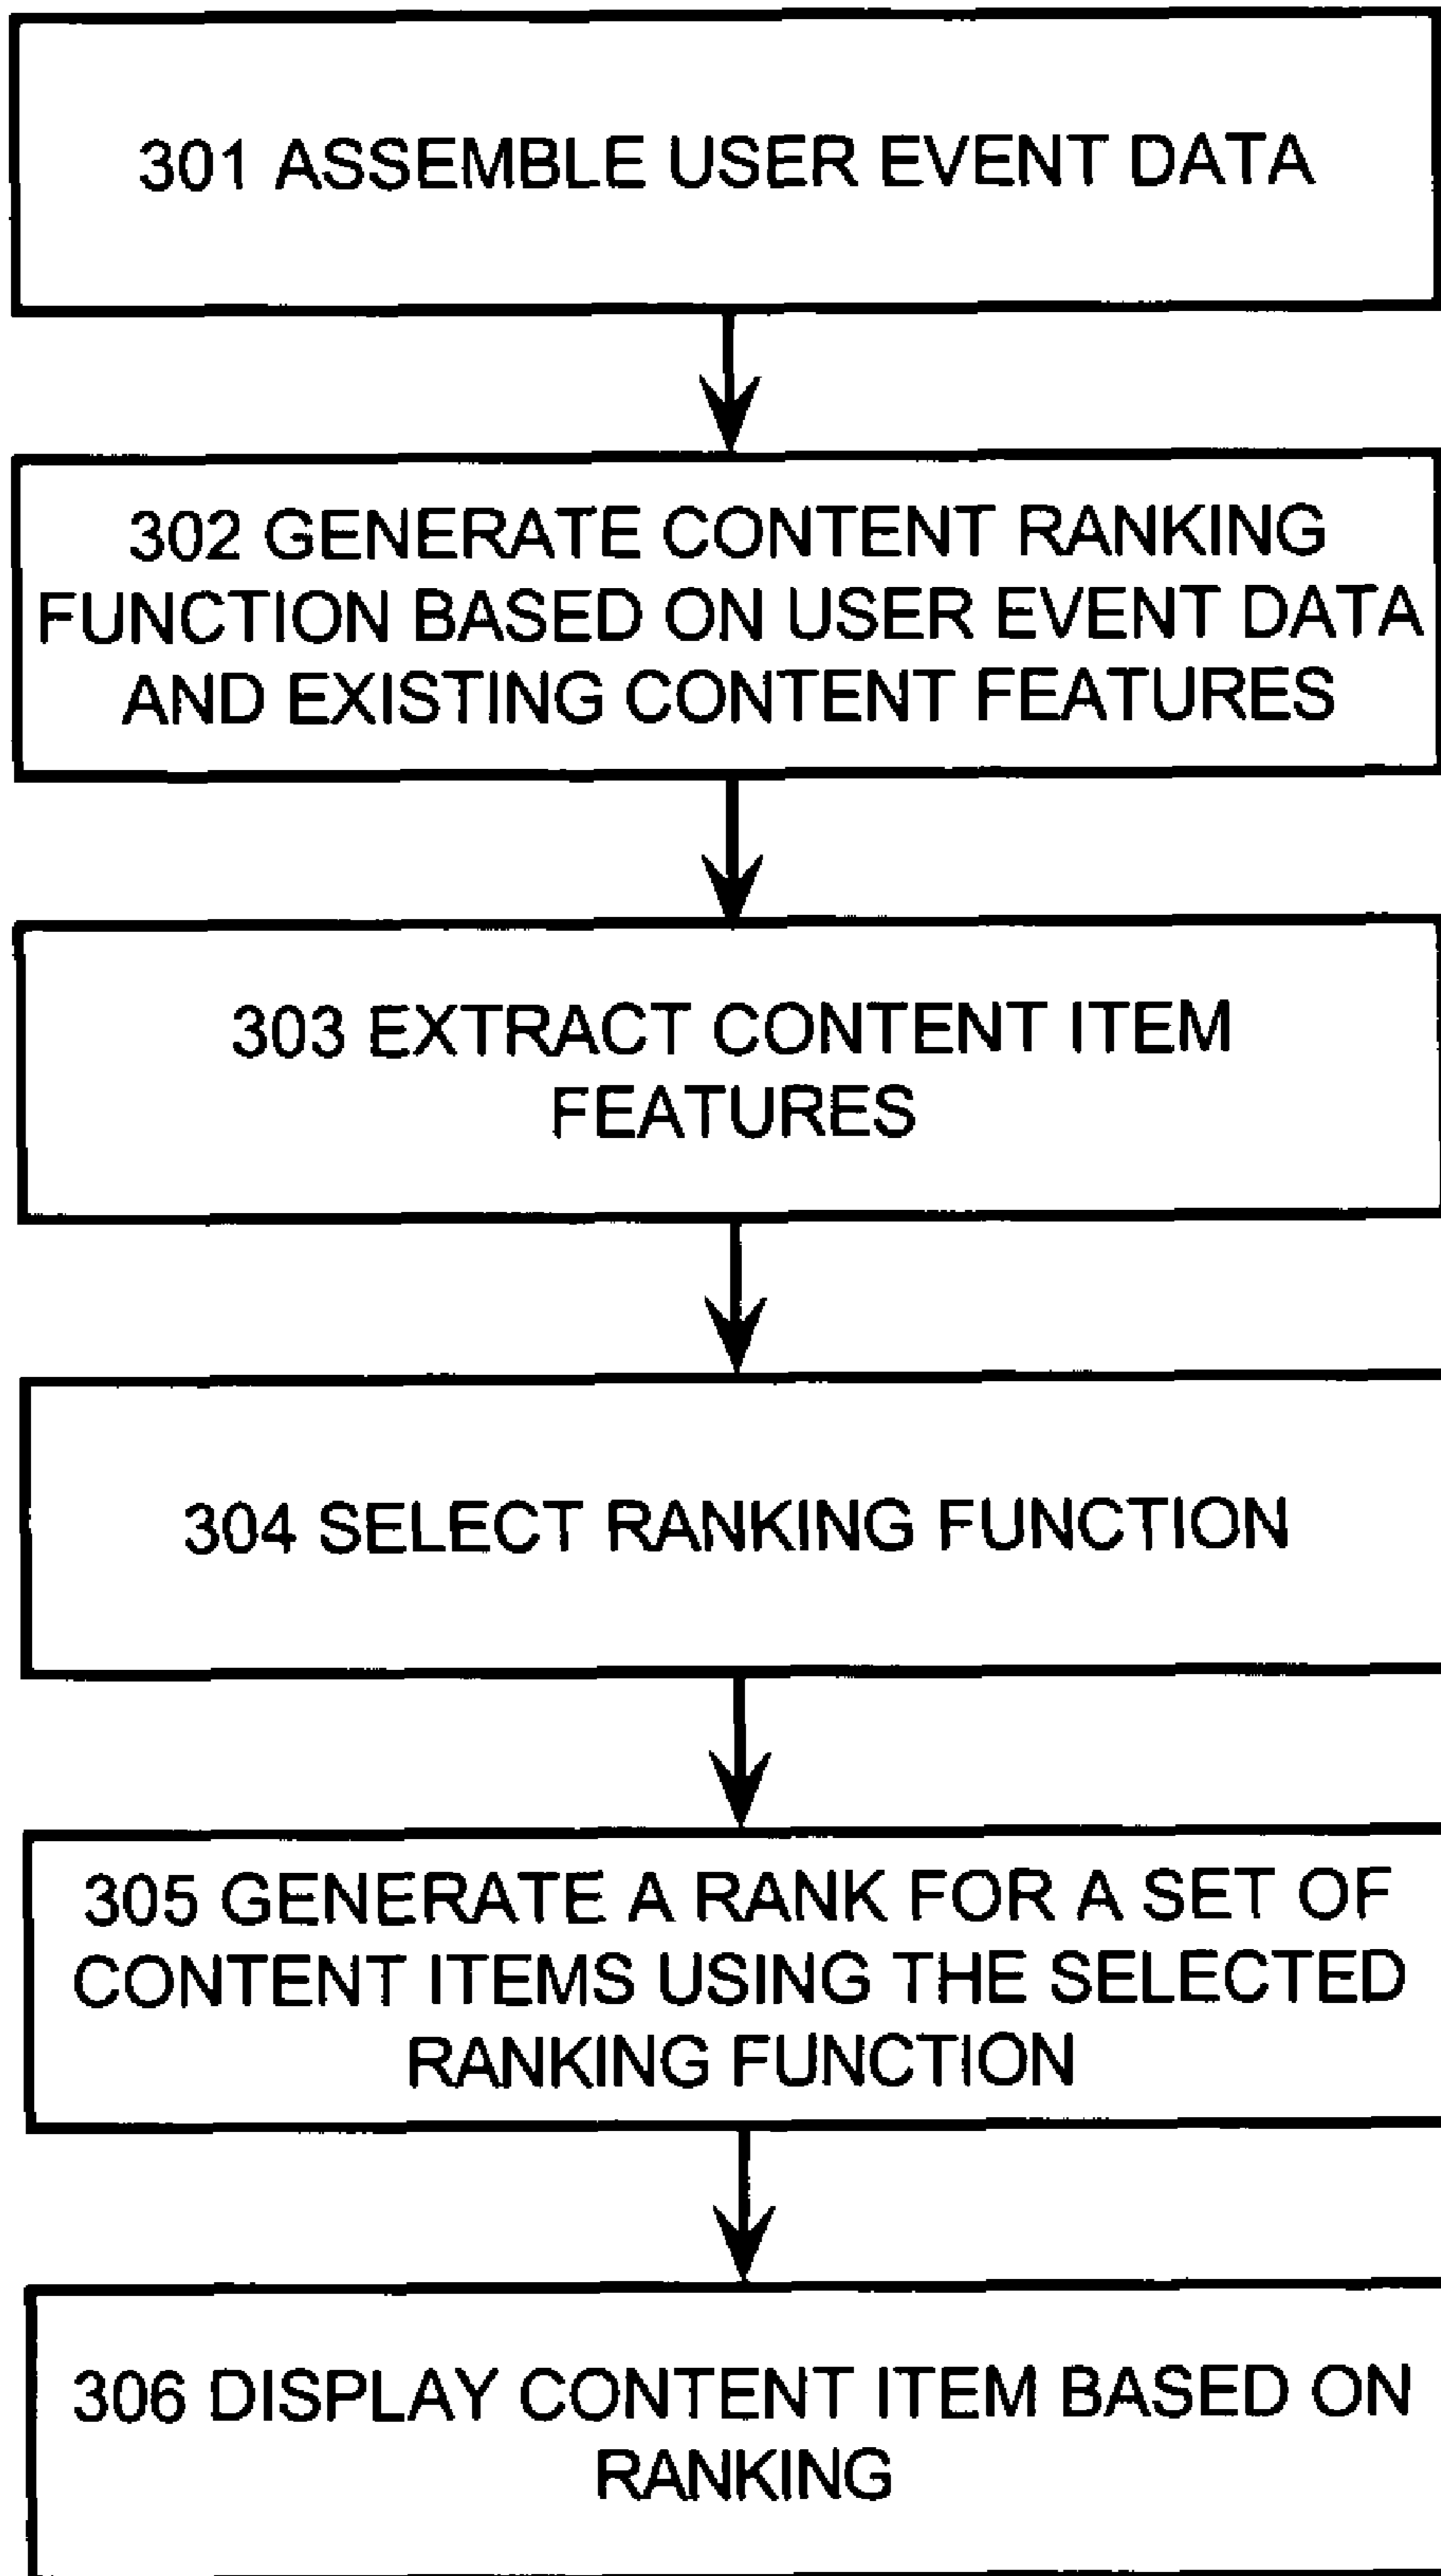 301 ASSEMBLE USER EVENT DATA
302 GENERATE CONTENT RANKING
FUNCTION BASED ON USER EVENT DATA
AND EXISTING CONTENT FEATURES
303 EXTRACT CONTENT ITEM
FEATURES
304 SELECT RANKING FUNCTION
305 GENERATE A RANK FOR A SET OF
CONTENT ITEMS USING THE SELECTED
RANKING FUNCTION
306 DISPLAY CONTENT ITEM BASED ON
RANKING